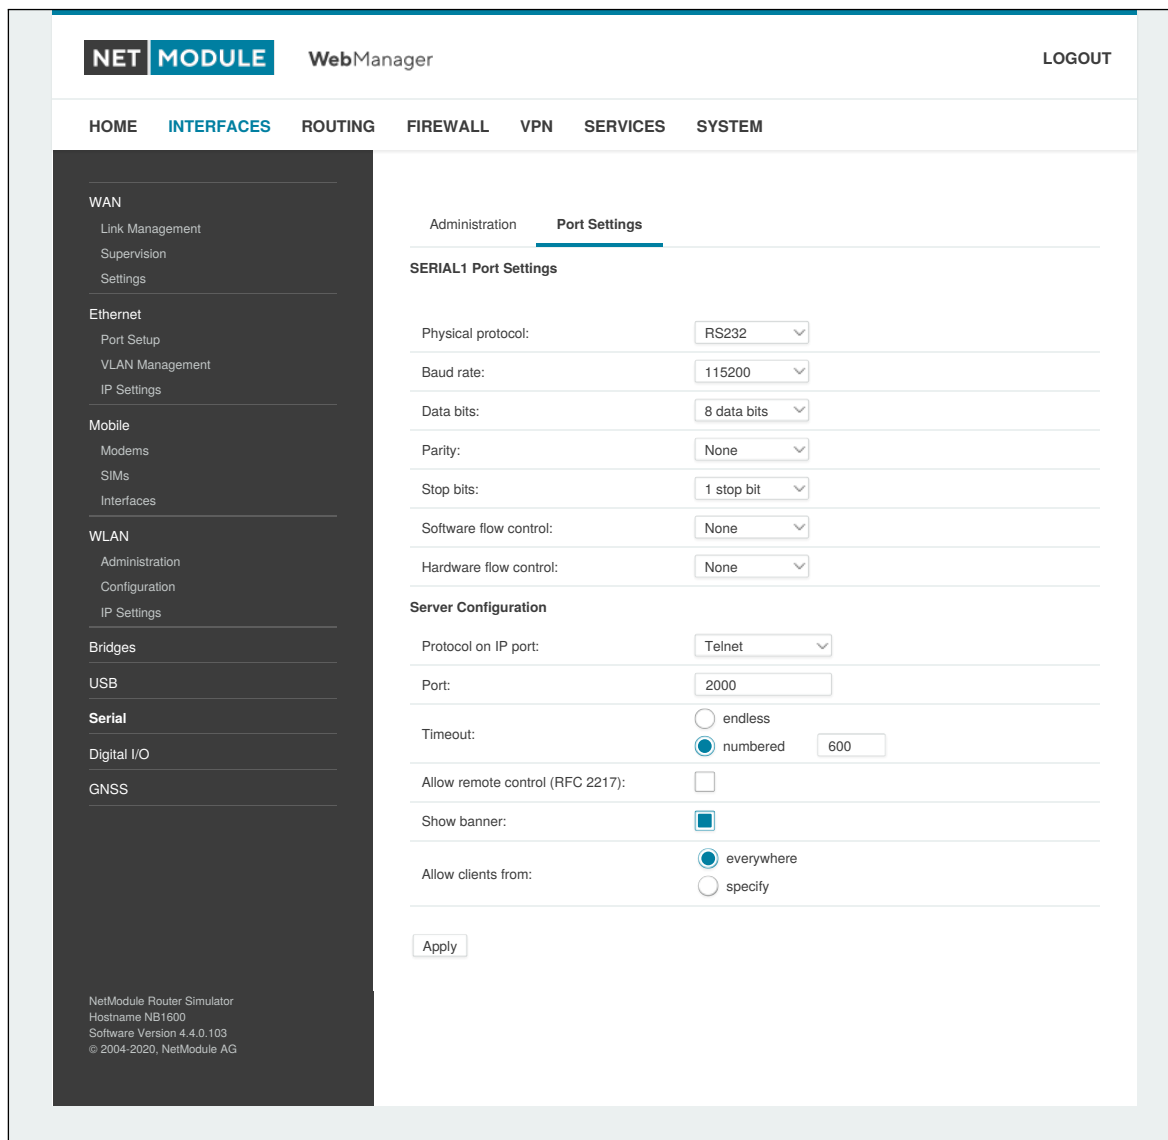 NET MODULE WebManager LOGOUT
HOME INTERFACES ROUTING FIREWALL VPN SERVICES SYSTEM
WAN
Link Management
Supervision
Settings
Ethernet
Port Setup
VLAN Management
IP Settings
Mobile
Modems
SIMs
Interfaces
WLAN
Administration
Configuration
IP Settings
Bridges
USB
Serial
Digital I/O
GNSS
NetModule Router Simulator
Hostname NB1600
Software Version 4.4.0.103
© 2004-2020, NetModule AG
Administration Port Settings
SERIAL1 Port Settings
Physical protocol: RS232
Baud rate: 115200
Data bits: 8 data bits
Parity: None
Stop bits: 1 stop bit
Software flow control: None
Hardware flow control: None
Server Configuration
Protocol on IP port: Telnet
Port: 2000
Timeout: endless
numbered 600
Allow remote control (RFC 2217):
Show banner:
Allow clients from: everywhere
specify
Apply